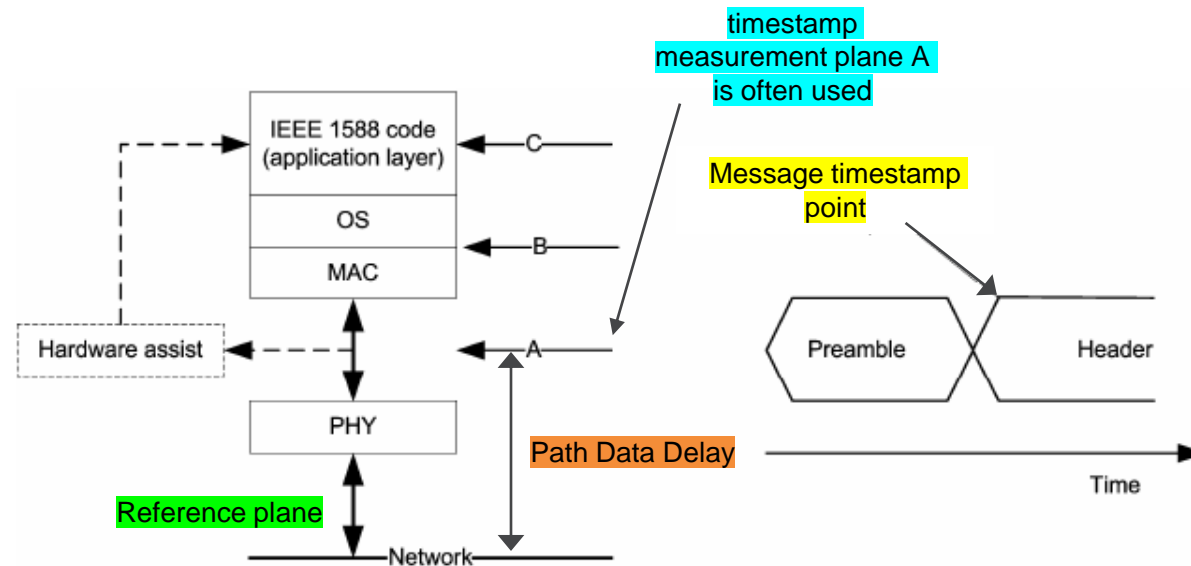 timestamp
measurement plane A
is often used
IEEE 1588 code
(application layer)
C
Message timestamp
point
OS
B
MAC
Hardware assist
A
Preamble
Header
PHY
Path Data Delay
Time
Reference plane
Network